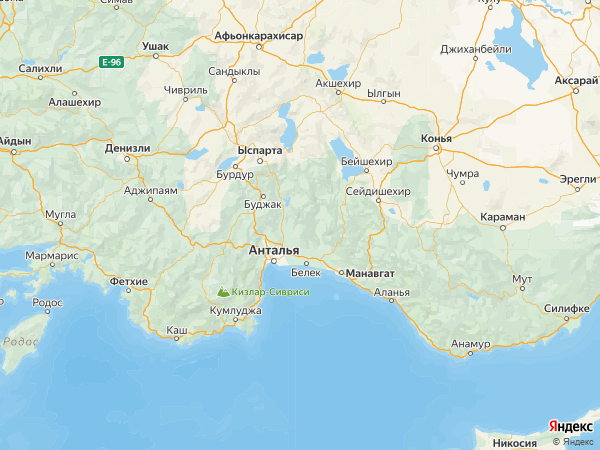 Симав
Кулу
Афьонкарахисар
Ушак
Джиханбейли
E-96
Салихли
Сандыклы
Акшехир
Аксарай
Чивриль
Ылгын
Алашехир
Айдын
Конья
Денизли
Ыспарта
Бурдур
Бейшехир
Чумра
Эрегли
Аджипаям
Буджак
Сейдишехир
Мугла
Караман
Анталья
Мармарис
Белек
Манавгат
Фетхие
Мут
Кизлар-Сивриси
Аланья
Родос
Кумлуджа
Силифке
Каш
Родос
Анамур
Яндекс
Никосия
© Яндекс